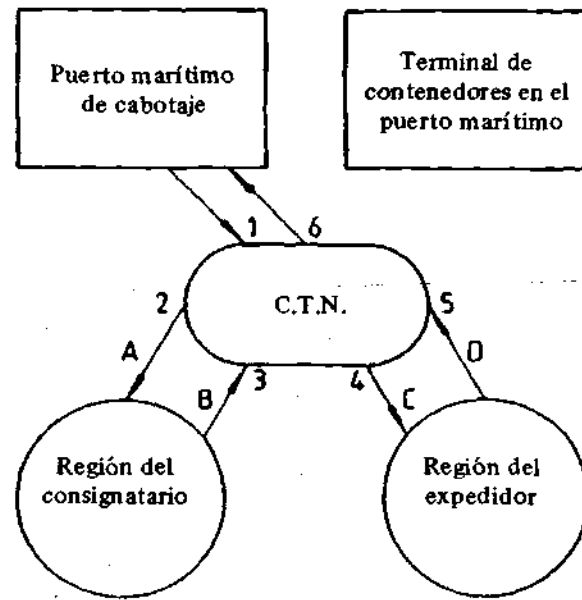 Puerto marítimo
de cabotaje
Terminal de
contenedores en el
puerto marítimo
1 6
2 C.T.N. 5
A D
B 3 4 C
Región del
consignatario
Región del
expedidor